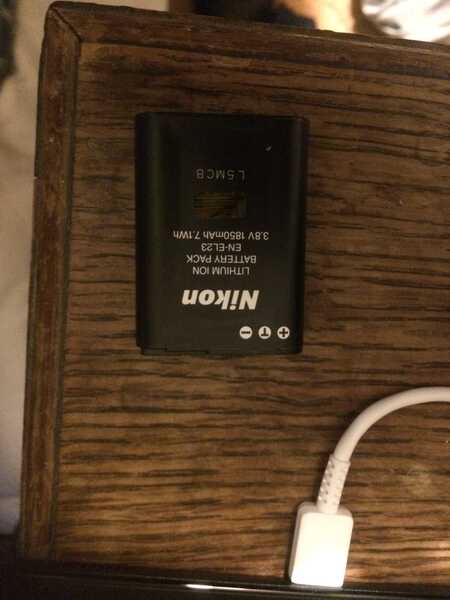 + T -
Nikon
LITHIUM ION
BATTERY PACK
EN-EL23
3.8V 1850mAh 7.1Wh
L5MCB